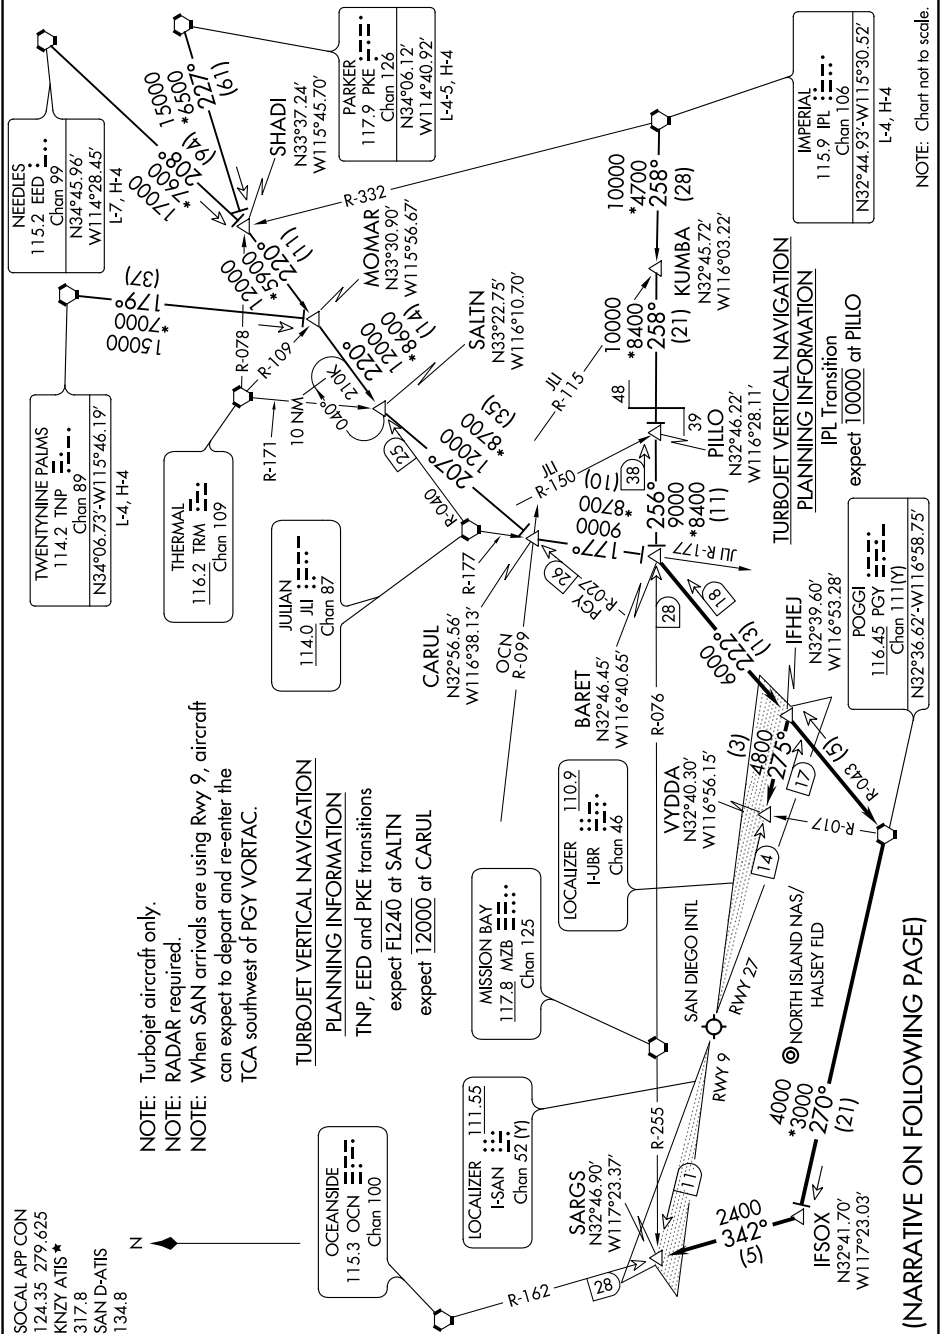 SOCAL APP CON
124.35 279.625
KNZY ATIS★
317.8
SAN D-ATIS
134.8
N
NOTE: Turbojet aircraft only.
NOTE: RADAR required.
NOTE: When SAN arrivals are using Rwy 9, aircraft
can expect to depart and re-enter the
TCA southwest of PGY VORTAC.
TURBOJET VERTICAL NAVIGATION
PLANNING INFORMATION
TNP, EED and PKE transitions
expect FL240 at SALTN
expect 12000 at CARUL
TWENTYNINE PALMS
114.2 TNP
Chan 89
N34°06.73'-W115°46.19'
L-4, H-4
NEEDLES
115.2 EED
Chan 99
N34°45.96'
W114°28.45'
L-7, H-4
PARKER
117.9 PKE
Chan 126
N34°06.12'
W114°40.92'
L-4-5, H-4
THERMAL
116.2 TRM
Chan 109
JULIAN
114.0 JLI
Chan 87
15000
*7000
179°
(37)
17000
*7600
208°
(94)
15000
*6500
227°
(61)
SHADI
N33°37.24'
W115°45.70'
12000
*5900
220°
(11)
R-078
R-109
R-171
R-332
MOMAR
N33°30.90'
W115°56.67'
10 NM
040°
210K
12000
*8600
220°
(14)
SALTN
N33°22.75'
W116°10.70'
25
R-040
207°
12000
*8700
(35)
R-177
CARUL
N32°56.56'
W116°38.13'
OCN
R-099
26
PGY
R-027
177°
9000
*8700
(10)
JLI
R-150
JLI
R-115
10000
*4700
258°
(28)
KUMBA
N32°45.72'
W116°03.22'
10000
*8400
258°
(21)
48
39
38
PILLO
N32°46.22'
W116°28.11'
256°
9000
*8400
(11)
JLI R-177
IMPERIAL
115.9 IPL
Chan 106
N32°44.93'-W115°30.52'
L-4, H-4
TURBOJET VERTICAL NAVIGATION
PLANNING INFORMATION
IPL Transition
expect 10000 at PILLO
BARET
N32°46.45'
W116°40.65'
28
R-076
18
6000
222°
(13)
IFHEJ
N32°39.60'
W116°53.28'
POGGI
116.45 PGY
Chan 111(Y)
N32°36.62'-W116°58.75'
(3)
4800
275°
17
R-043 (5)
WYDDA
N32°40.30'
W116°56.15'
14
R-017
LOCALIZER 110.9
I-UBR
Chan 46
MISSION BAY
117.8 MZB
Chan 125
SAN DIEGO INTL
RWY 27
RWY 9
NORTH ISLAND NAS/
HALSEY FLD
LOCALIZER 111.55
I-SAN
Chan 52 (Y)
OCEANSIDE
115.3 OCN
Chan 100
R-255
11
SARGS
N32°46.90'
W117°23.37'
28
R-162
2400
342°
(5)
4000
*3000
270°
(21)
IFSOX
N32°41.70'
W117°23.03'
NOTE: Chart not to scale.
(NARRATIVE ON FOLLOWING PAGE)